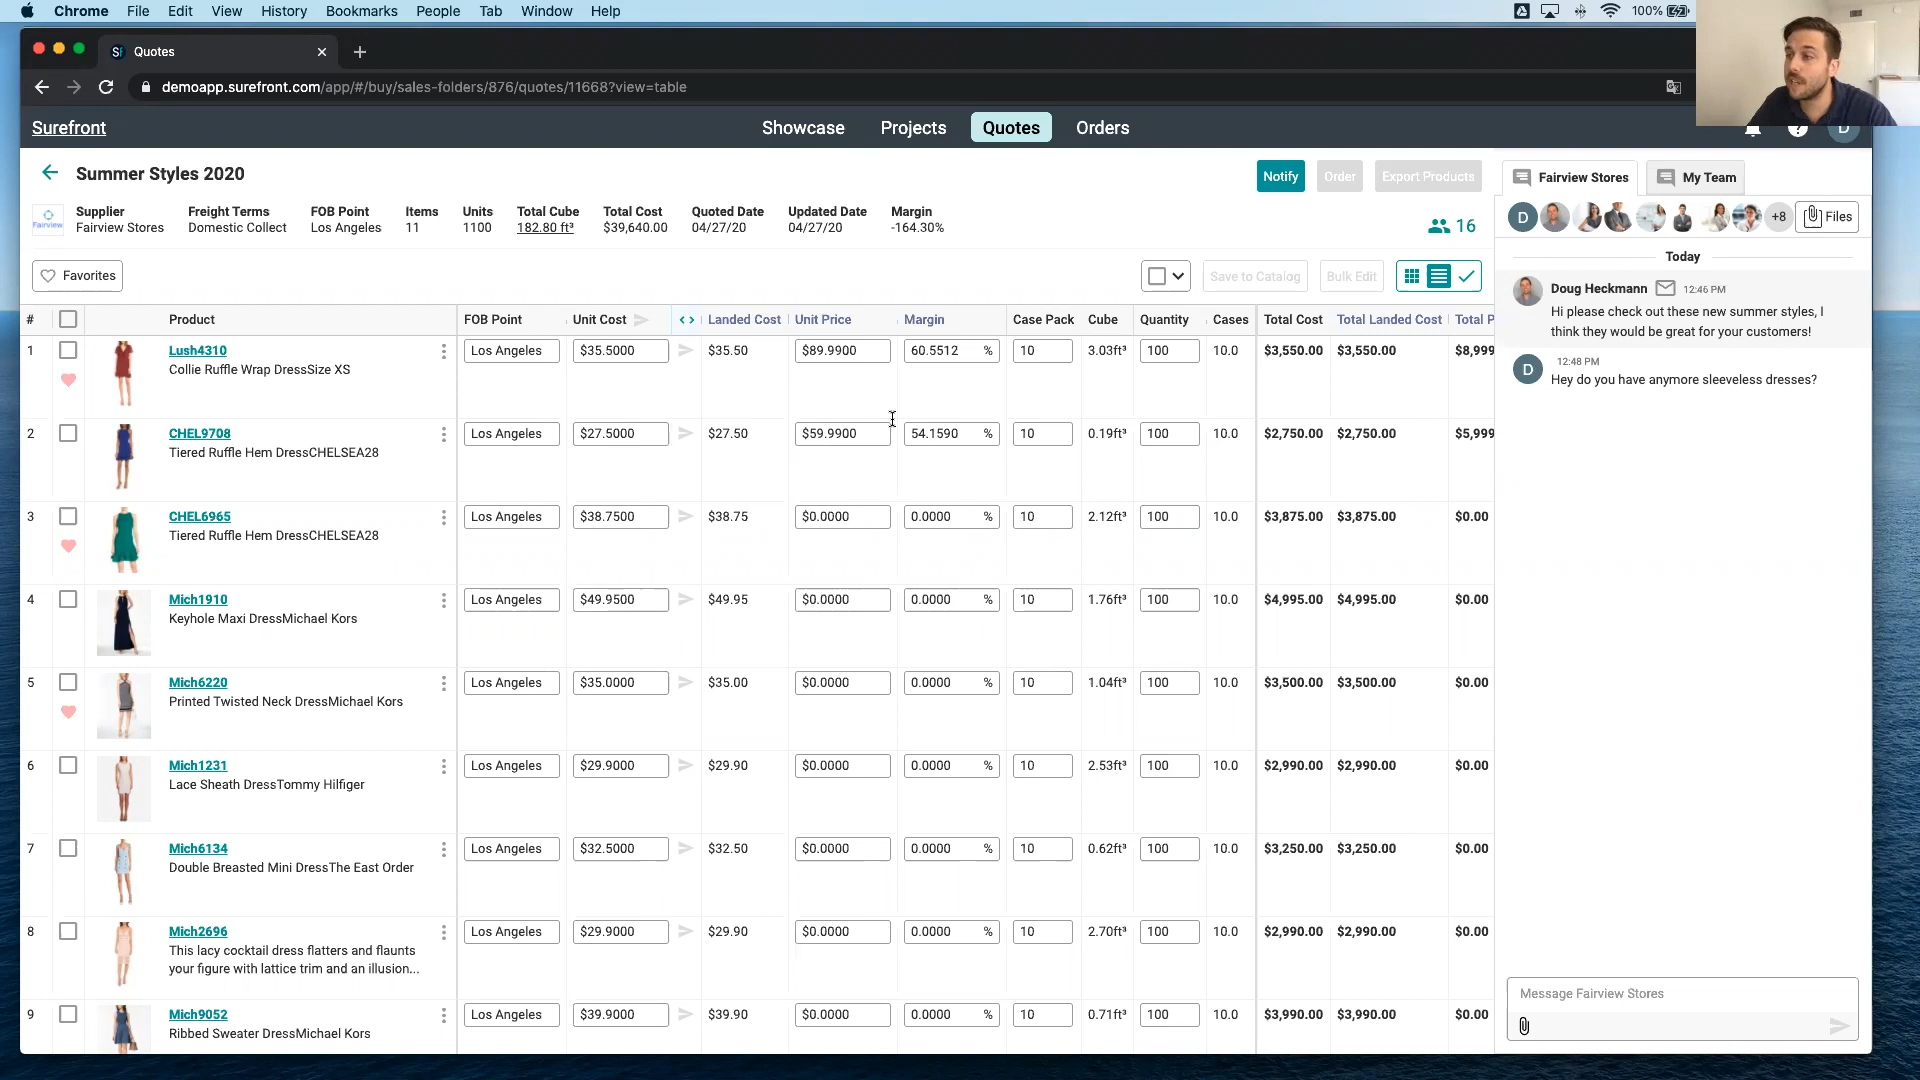 Chrome File Edit View History Bookmarks People Tab Window Help 100%
Sf Quotes
demoapp.surefront.com/app/#/buy/sales-folders/876/quotes/11668?view=table
Surefront Showcase Projects Quotes Orders D
Summer Styles 2020
Notify Order Export Products
Fairview
Supplier Freight Terms FOB Point Items Units Total Cube Total Cost Quoted Date Updated Date Margin
Fairview Stores Domestic Collect Los Angeles 11 1100 182.80 ft³ $39,640.00 04/27/20 04/27/20 -164.30%
16
Favorites
Save to Catalog Bulk Edit
# Product FOB Point Unit Cost <> Landed Cost Unit Price Margin Case Pack Cube Quantity Cases Total Cost Total Landed Cost Total P
1 Lush4310 Los Angeles $35.5000 $35.50 $89.9900 60.5512 % 10 3.03ft³ 100 10.0 $3,550.00 $3,550.00 $8,999
Collie Ruffle Wrap DressSize XS
2 CHEL9708 Los Angeles $27.5000 $27.50 $59.9900 54.1590 % 10 0.19ft³ 100 10.0 $2,750.00 $2,750.00 $5,999
Tiered Ruffle Hem DressCHELSEA28
3 CHEL6965 Los Angeles $38.7500 $38.75 $0.0000 0.0000 % 10 2.12ft³ 100 10.0 $3,875.00 $3,875.00 $0.00
Tiered Ruffle Hem DressCHELSEA28
4 Mich1910 Los Angeles $49.9500 $49.95 $0.0000 0.0000 % 10 1.76ft³ 100 10.0 $4,995.00 $4,995.00 $0.00
Keyhole Maxi DressMichael Kors
5 Mich6220 Los Angeles $35.0000 $35.00 $0.0000 0.0000 % 10 1.04ft³ 100 10.0 $3,500.00 $3,500.00 $0.00
Printed Twisted Neck DressMichael Kors
6 Mich1231 Los Angeles $29.9000 $29.90 $0.0000 0.0000 % 10 2.53ft³ 100 10.0 $2,990.00 $2,990.00 $0.00
Lace Sheath DressTommy Hilfiger
7 Mich6134 Los Angeles $32.5000 $32.50 $0.0000 0.0000 % 10 0.62ft³ 100 10.0 $3,250.00 $3,250.00 $0.00
Double Breasted Mini DressThe East Order
8 Mich2696 Los Angeles $29.9000 $29.90 $0.0000 0.0000 % 10 2.70ft³ 100 10.0 $2,990.00 $2,990.00 $0.00
This lacy cocktail dress flatters and flaunts
your figure with lattice trim and an illusion...
9 Mich9052 Los Angeles $39.9000 $39.90 $0.0000 0.0000 % 10 0.71ft³ 100 10.0 $3,990.00 $3,990.00 $0.00
Ribbed Sweater DressMichael Kors
Fairview Stores My Team
D +8 Files
Today
Doug Heckmann 12:46 PM
Hi please check out these new summer styles, I
think they would be great for your customers!
D 12:48 PM
Hey do you have anymore sleeveless dresses?
Message Fairview Stores